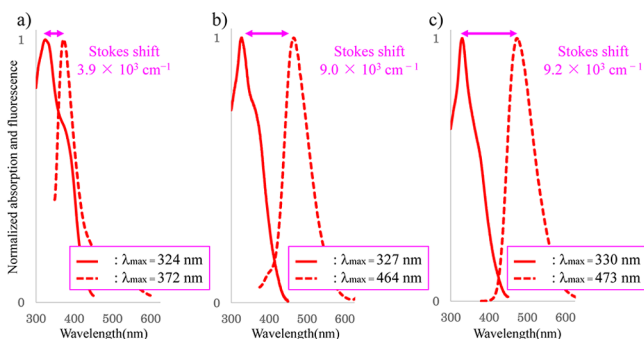 a)
b)
c)
Stokes shift
3.9 × 10³ cm⁻¹
Stokes shift
9.0 × 10³ cm⁻¹
Stokes shift
9.2 × 10³ cm⁻¹
Normalized absorption and fluorescence
1
0
: λmax = 324 nm
: λmax = 372 nm
300 400 500 600
Wavelength(nm)
1
0
: λmax = 327 nm
: λmax = 464 nm
300 400 500 600
Wavelength(nm)
1
0
: λmax = 330 nm
: λmax = 473 nm
300 400 500 600 700
Wavelength(nm)